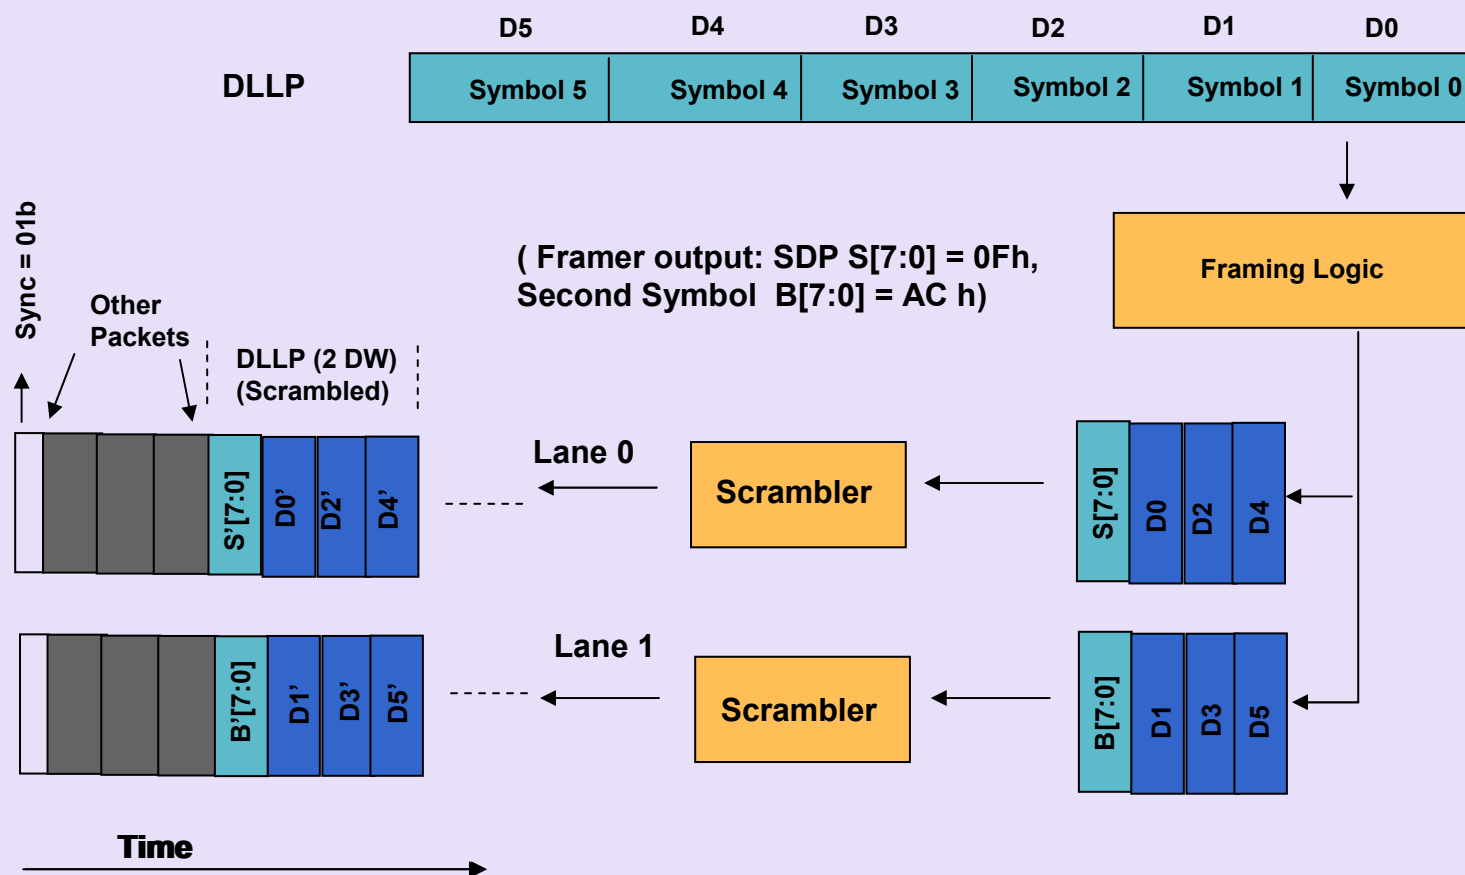 D5 D4 D3 D2 D1 D0
DLLP
Symbol 5 Symbol 4 Symbol 3 Symbol 2 Symbol 1 Symbol 0
Sync = 01b
Other
Packets
DLLP (2 DW)
(Scrambled)
( Framer output: SDP S[7:0] = 0Fh,
Second Symbol B[7:0] = AC h)
Framing Logic
S'[7:0] D0' D2' D4'
Lane 0
Scrambler
S[7:0] D0 D2 D4
B'[7:0] D1' D3' D5'
Lane 1
Scrambler
B[7:0] D1 D3 D5
Time